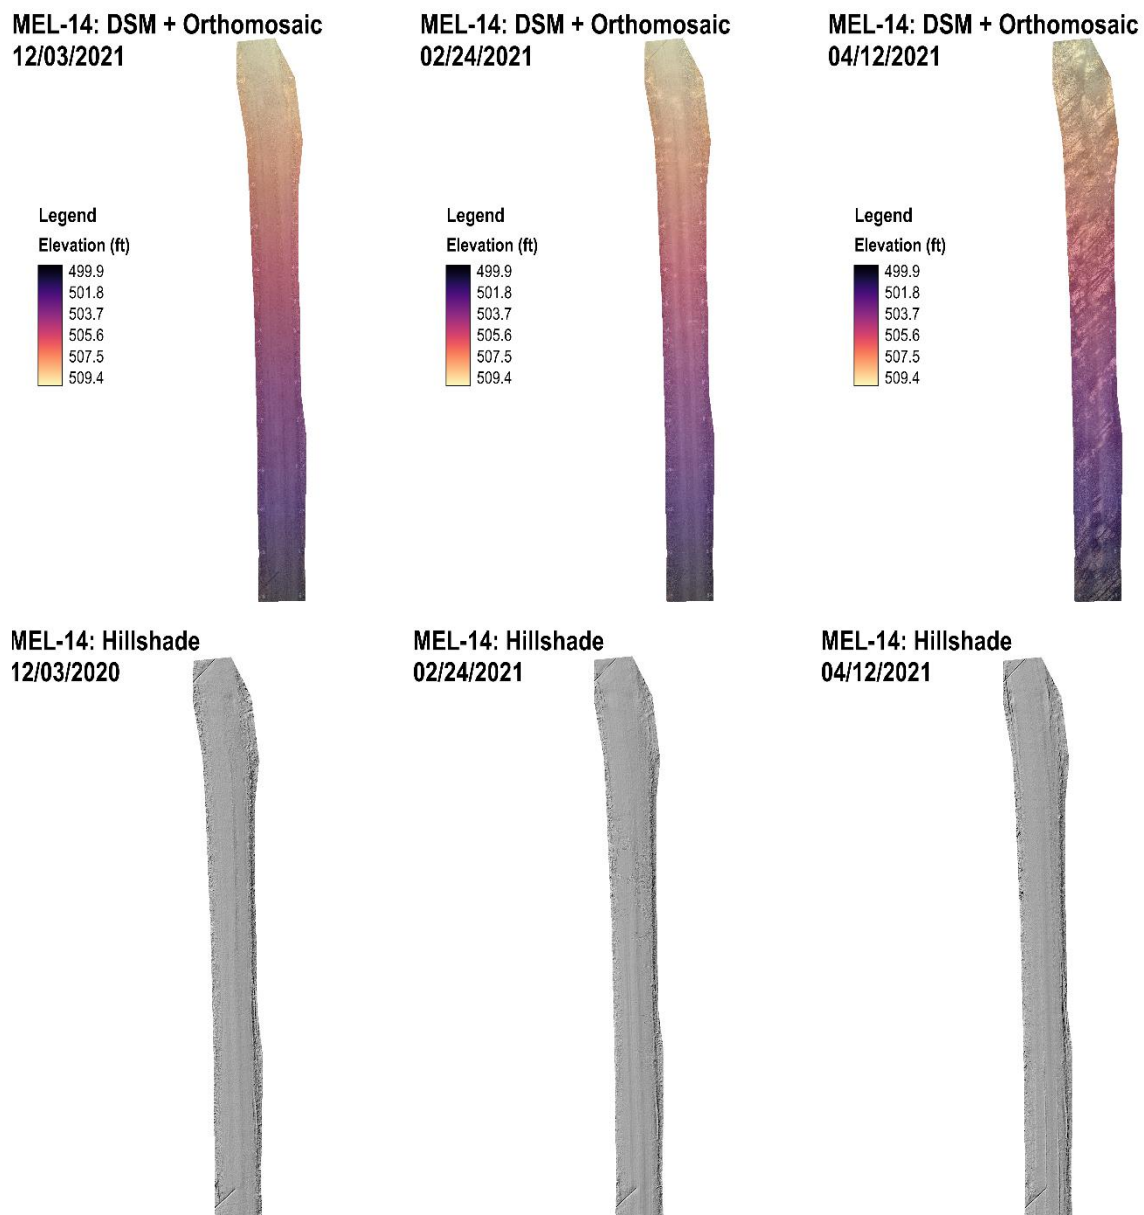 MEL-14: DSM + Orthomosaic
12/03/2021
Legend
Elevation (ft)
499.9
501.8
503.7
505.6
507.5
509.4
MEL-14: DSM + Orthomosaic
02/24/2021
Legend
Elevation (ft)
499.9
501.8
503.7
505.6
507.5
509.4
MEL-14: DSM + Orthomosaic
04/12/2021
Legend
Elevation (ft)
499.9
501.8
503.7
505.6
507.5
509.4
MEL-14: Hillshade
12/03/2020
MEL-14: Hillshade
02/24/2021
MEL-14: Hillshade
04/12/2021